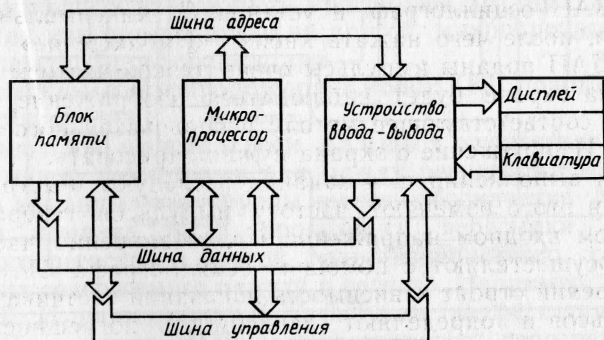 Шина адреса
Блок
памяти
Микро-
процессор
Устройство
ввода-вывода
Дисплей
Клавиатура
Шина данных
Шина управления